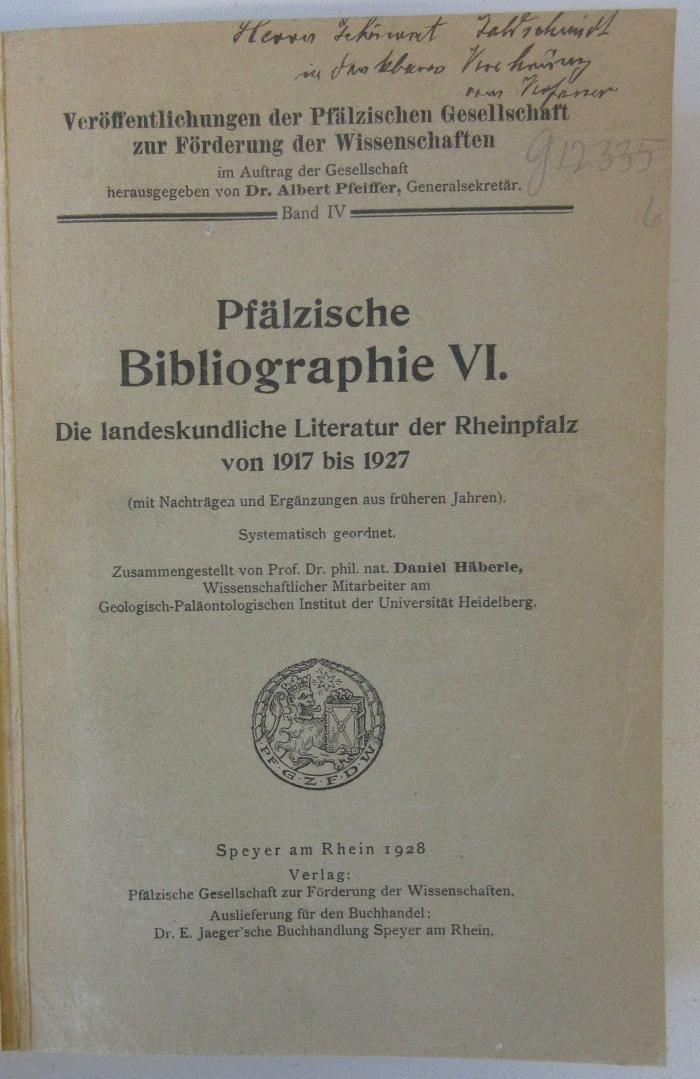 Herrn Geheimrat Goldschmidt
in dankbarer Verehrung
vom Verfasser
Veröffentlichungen der Pfälzischen Gesellschaft
zur Förderung der Wissenschaften
im Auftrag der Gesellschaft
herausgegeben von Dr. Albert Pfeiffer, Generalsekretär.
g 12335
6
Band IV
Pfälzische
Bibliographie VI.
Die landeskundliche Literatur der Rheinpfalz
von 1917 bis 1927
(mit Nachträgen und Ergänzungen aus früheren Jahren).
Systematisch geordnet.
Zusammengestellt von Prof. Dr. phil. nat. Daniel Häberle,
Wissenschaftlicher Mitarbeiter am
Geologisch-Paläontologischen Institut der Universität Heidelberg.
PF·G·Z·F·D·W
Speyer am Rhein 1928
Verlag:
Pfälzische Gesellschaft zur Förderung der Wissenschaften.
Auslieferung für den Buchhandel:
Dr. E. Jaeger'sche Buchhandlung Speyer am Rhein.